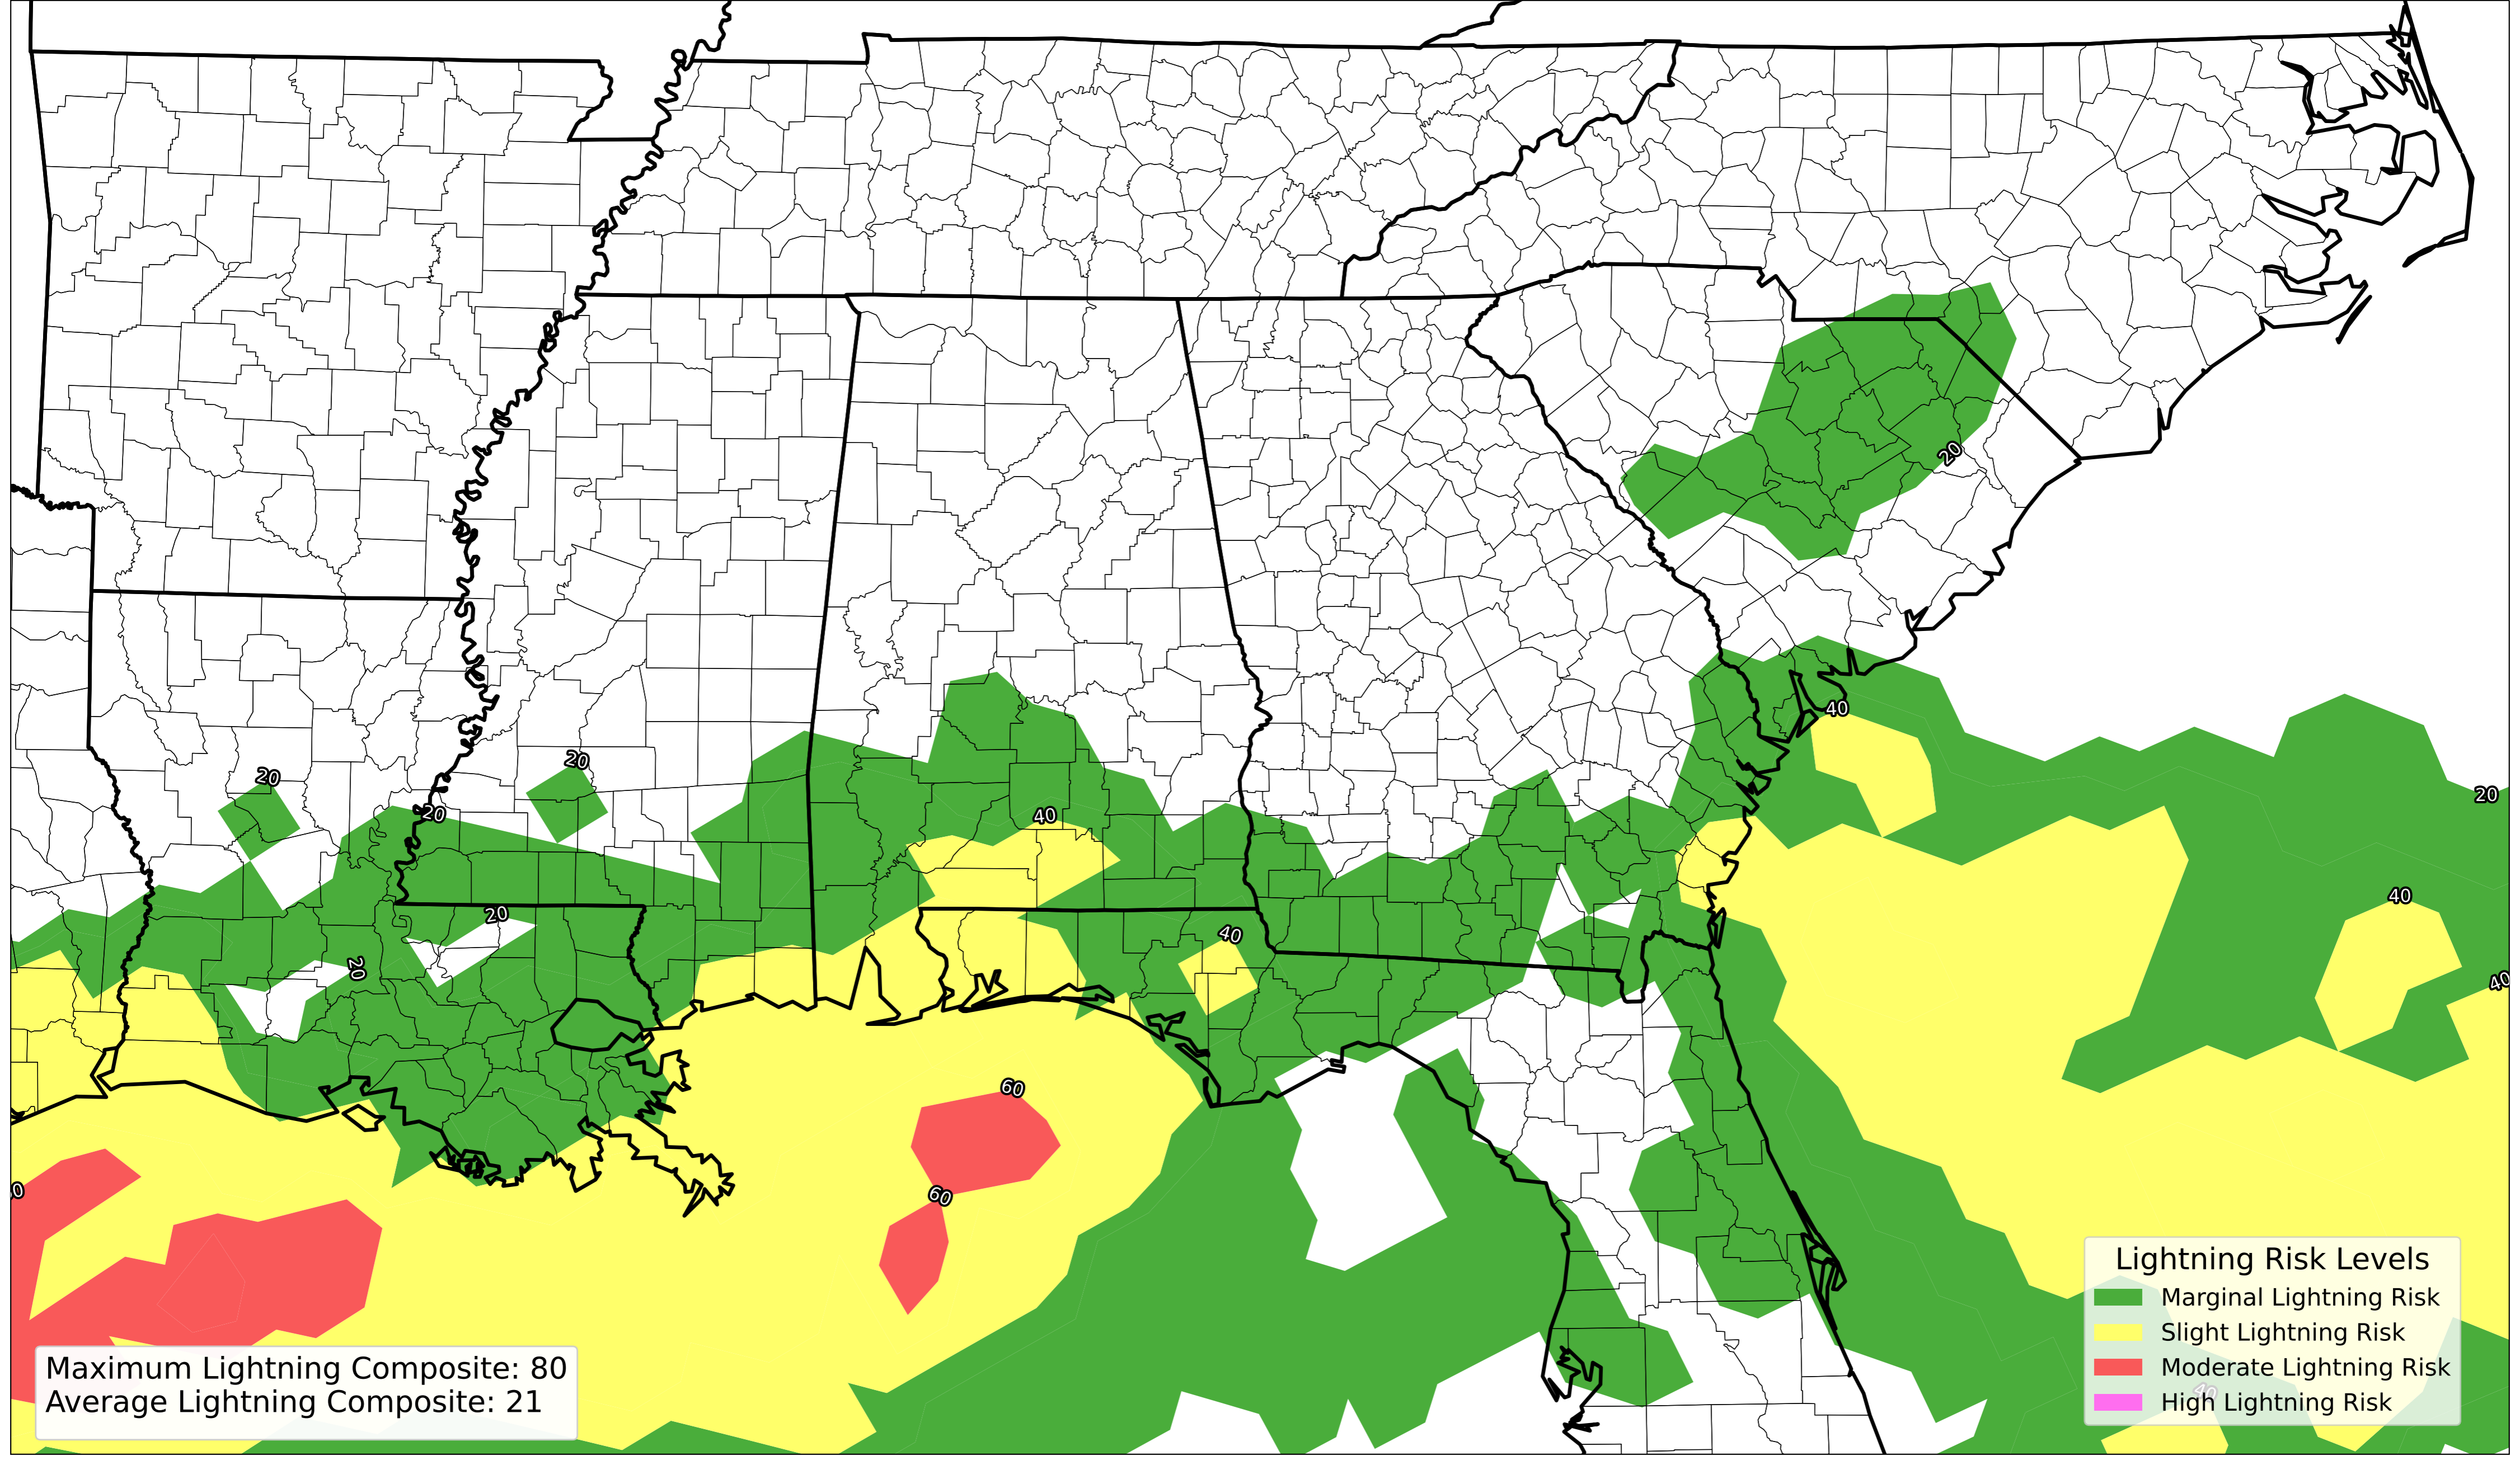 40
20
20
20
40
20
40
20
40
20
40
20
40
60
0
60
Lightning Risk Levels
Marginal Lightning Risk
Slight Lightning Risk
Moderate Lightning Risk
High Lightning Risk
40
Maximum Lightning Composite: 80
Average Lightning Composite: 21